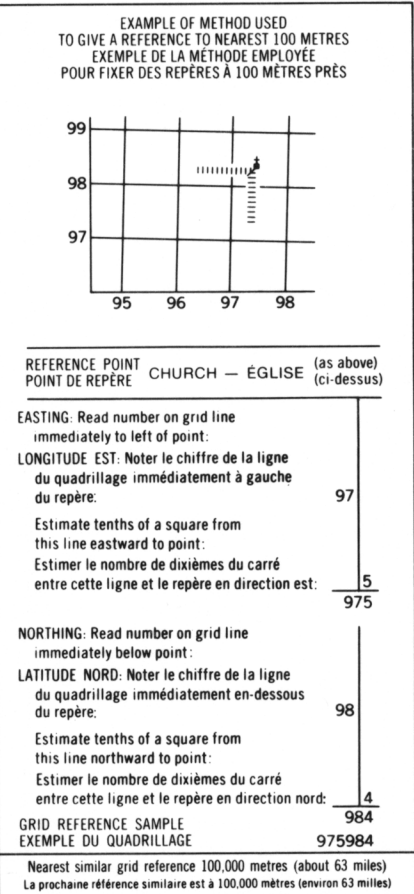 EXAMPLE OF METHOD USED
TO GIVE A REFERENCE TO NEAREST 100 METRES
EXEMPLE DE LA MÉTHODE EMPLOYÉE
POUR FIXER DES REPÈRES À 100 MÈTRES PRÈS
99
98
97
95 96 97 98
REFERENCE POINT CHURCH — ÉGLISE (as above)
POINT DE REPÈRE (ci-dessus)
EASTING: Read number on grid line
immediately to left of point:
LONGITUDE EST: Noter le chiffre de la ligne
du quadrillage immédiatement à gauche
du repère: 97
Estimate tenths of a square from
this line eastward to point:
Estimer le nombre de dixièmes du carré
entre cette ligne et le repère en direction est: 5
975
NORTHING: Read number on grid line
immediately below point:
LATITUDE NORD: Noter le chiffre de la ligne
du quadrillage immédiatement en-dessous
du repère: 98
Estimate tenths of a square from
this line northward to point:
Estimer le nombre de dixièmes du carré
entre cette ligne et le repère en direction nord: 4
984
GRID REFERENCE SAMPLE
EXEMPLE DU QUADRILLAGE 975984
Nearest similar grid reference 100,000 metres (about 63 miles)
La prochaine référence similaire est à 100,000 mètres (environ 63 milles)